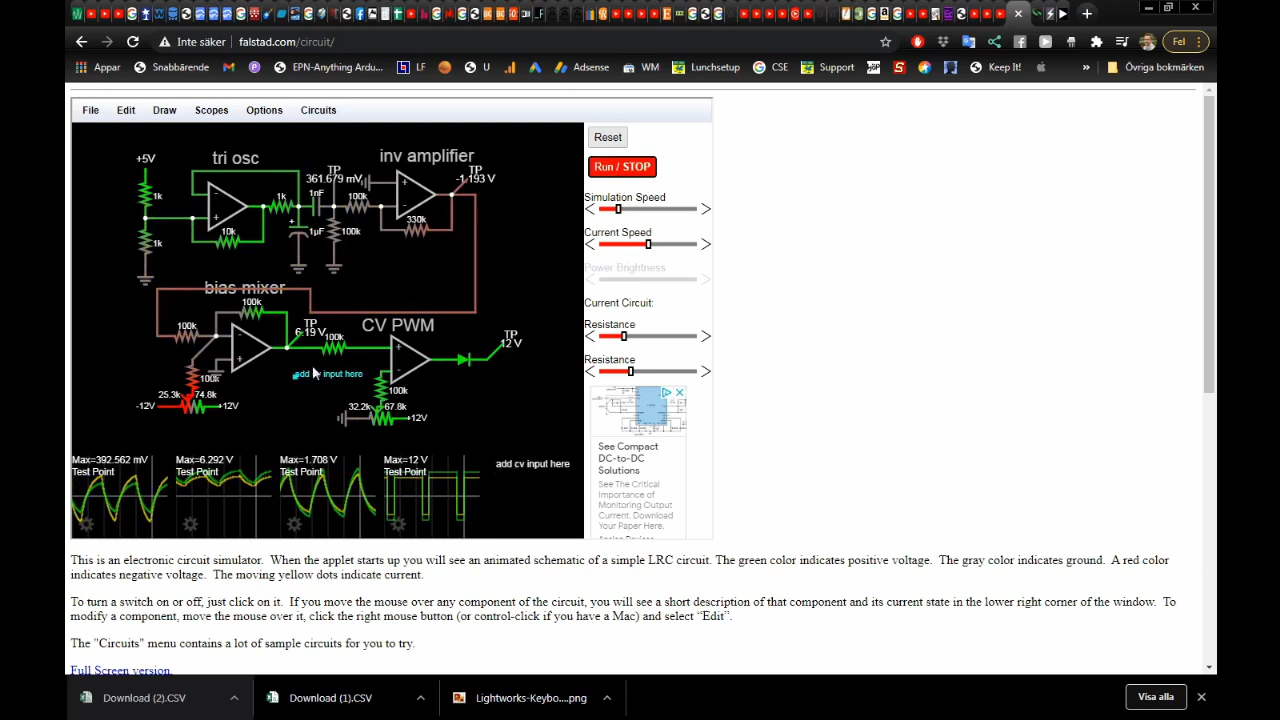 Inte säker
falstad.com/circuit/
Fel
Appar
Snabbärende
EPN-Anything Ardu...
LF
U
Adsense
WM
Lunchsetup
CSE
Support
Keep It!
»
Övriga bokmärken
File Edit Draw Scopes Options Circuits
Reset
Run / STOP
Simulation Speed
Current Speed
Power Brightness
Current Circuit:
Resistance
Resistance
+5V
tri osc
inv amplifier
TP
361.679 mV
TP
-1.193 V
1k
1k
1nF
100k
330k
10k
1µF
100k
1k
bias mixer
100k
100k
TP
6.19 V
100k
CV PWM
TP
12 V
add cv input here
100k
100k
25.3k
74.8k
-12V
+12V
32.2k
67.8k
+12V
Max=392.562 mV
Test Point
Max=6.292 V
Test Point
Max=1.708 V
Test Point
Max=12 V
Test Point
add cv input here
See Compact
DC-to-DC
Solutions
See The Critical
Importance of
Monitoring Output
Current. Download
Your Paper Here.
This is an electronic circuit simulator. When the applet starts up you will see an animated schematic of a simple LRC circuit. The green color indicates positive voltage. The gray color indicates ground. A red color
indicates negative voltage. The moving yellow dots indicate current.
To turn a switch on or off, just click on it. If you move the mouse over any component of the circuit, you will see a short description of that component and its current state in the lower right corner of the window. To
modify a component, move the mouse over it, click the right mouse button (or control-click if you have a Mac) and select “Edit”.
The "Circuits" menu contains a lot of sample circuits for you to try.
Full Screen version.
Download (2).CSV
Download (1).CSV
Lightworks-Keybo....png
Visa alla